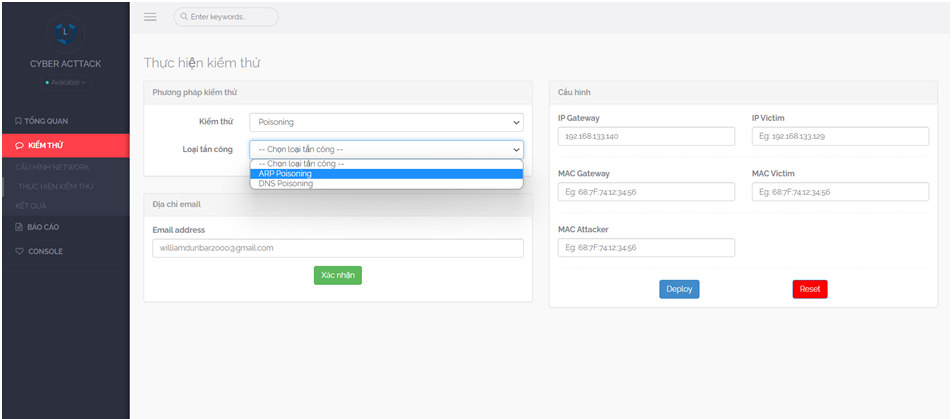 Enter keywords...
L
CYBER ACTTACK
Available
TỔNG QUAN
KIỂM THỬ
CẤU HÌNH NETWORK
THỰC HIỆN KIỂM THỬ
KẾT QUẢ
BÁO CÁO
CONSOLE
Thực hiện kiểm thử
Phương pháp kiểm thử
Kiểm thử
Poisoning
Loại tấn công
-- Chọn loại tấn công --
-- Chọn loại tấn công --
ARP Poisoning
DNS Poisoning
Địa chỉ email
Email address
williamdunbar2000@gmail.com
Xác nhận
Cấu hình
IP Gateway
IP Victim
192.168.133.140
Eg: 192.168.133.129
MAC Gateway
MAC Victim
Eg: 68:7F:74:12:34:56
Eg: 68:7F:74:12:34:56
MAC Attacker
Eg: 68:7F:74:12:34:56
Deploy
Reset